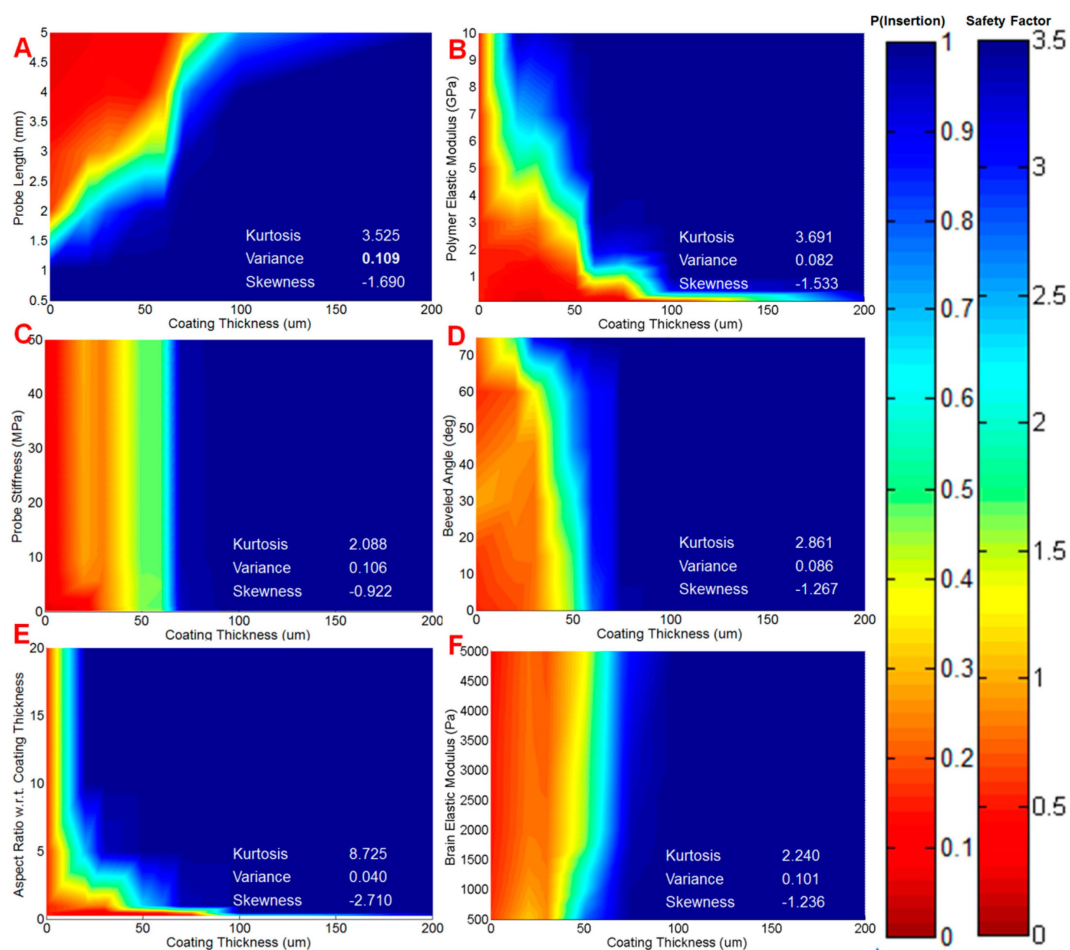 A
Probe Length (mm)
5
4.5
4
3.5
3
2.5
2
1.5
1
0.5
Kurtosis 3.525
Variance 0.109
Skewness -1.690
0 50 100 150 200
Coating Thickness (um)
B
Polymer Elastic Modulus (GPa)
10
9
8
7
6
5
4
3
2
1
Kurtosis 3.691
Variance 0.082
Skewness -1.533
0 50 100 150 200
Coating Thickness (um)
C
Probe Stiffness (MPa)
50
40
30
20
10
0
Kurtosis 2.088
Variance 0.106
Skewness -0.922
0 50 100 150 200
Coating Thickness (um)
D
Beveled Angle (deg)
70
60
50
40
30
20
10
0
Kurtosis 2.861
Variance 0.086
Skewness -1.267
0 50 100 150 200
Coating Thickness (um)
E
Aspect Ratio w.r.t. Coating Thickness
20
15
10
5
0
Kurtosis 8.725
Variance 0.040
Skewness -2.710
0 50 100 150 200
Coating Thickness (um)
F
Brain Elastic Modulus (Pa)
5000
4500
4000
3500
3000
2500
2000
1500
1000
500
Kurtosis 2.240
Variance 0.101
Skewness -1.236
0 50 100 150 200
Coating Thickness (um)
P(Insertion)
1
0.9
0.8
0.7
0.6
0.5
0.4
0.3
0.2
0.1
0
Safety Factor
3.5
3
2.5
2
1.5
1
0.5
0